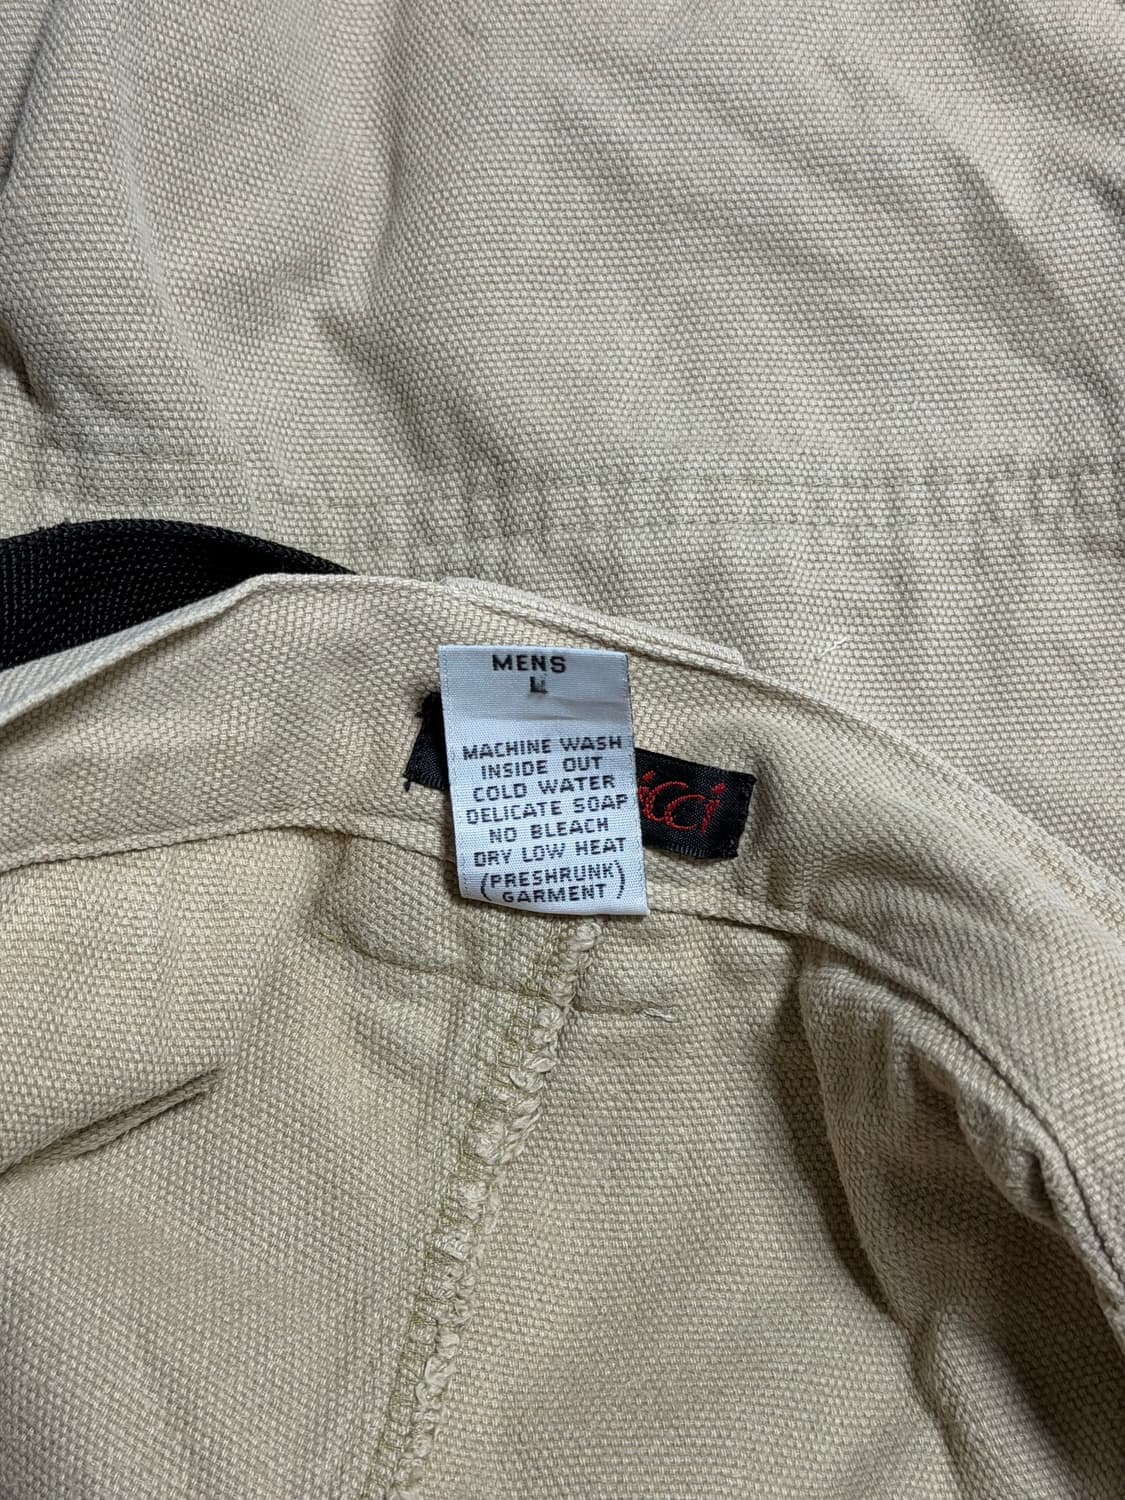 MENS
L
MACHINE WASH
INSIDE OUT
COLD WATER
DELICATE SOAP
NO BLEACH
DRY LOW HEAT
(PRESHRUNK)
GARMENT